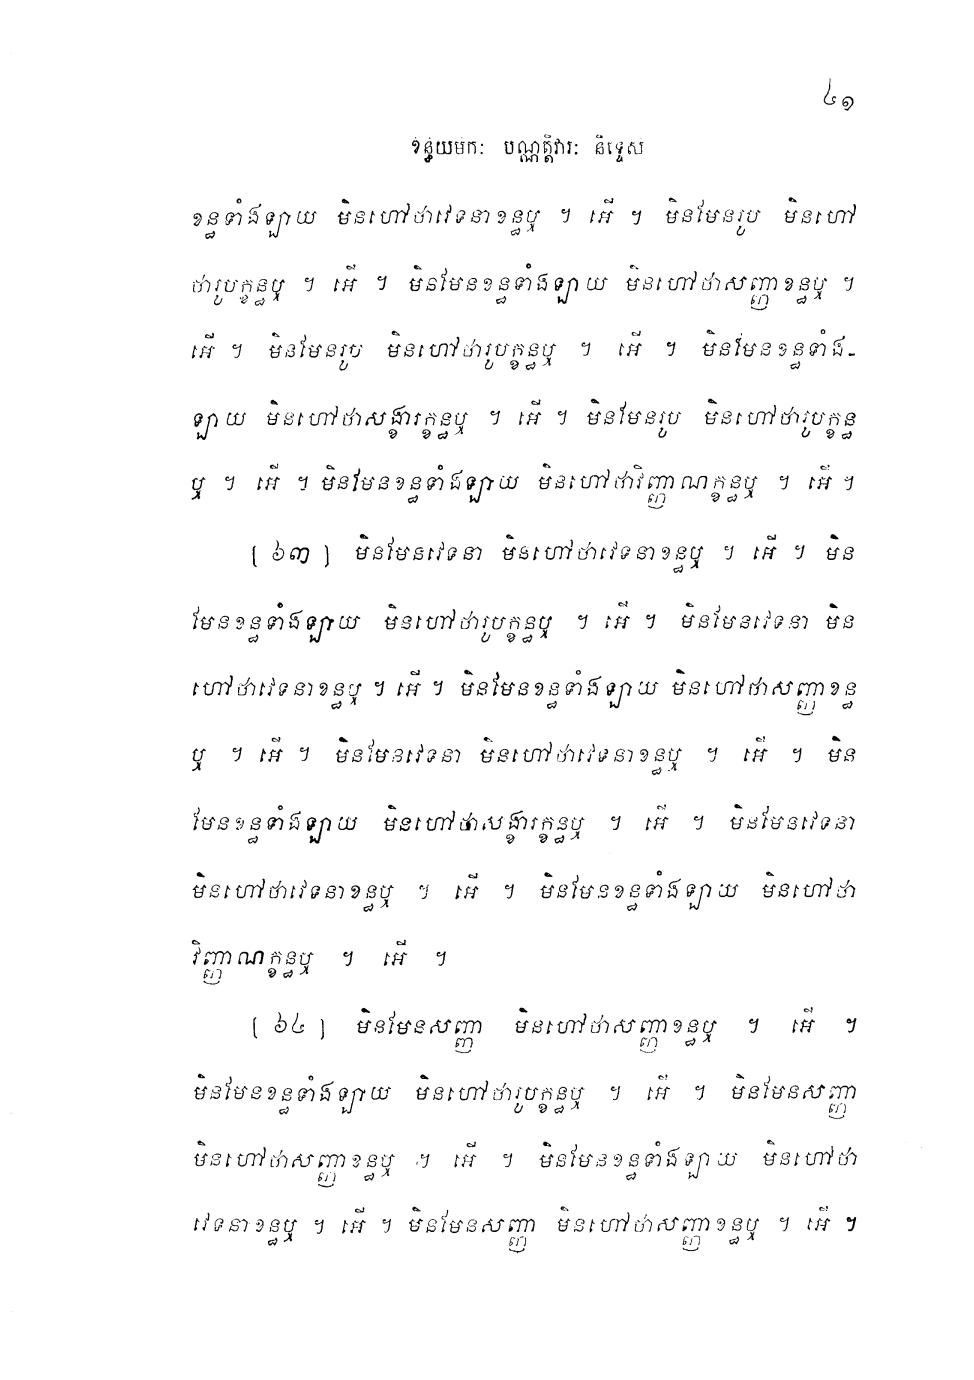 ៤១
ខន្ធយមកៈ បណ្ណត្តិវារៈ និទ្ទេស
ខន្ធទាំងឡាយ មិនហៅថាវេទនាខន្ធឬ ។ អើ ។ មិនមែនរូប មិនហៅ
ថារូបក្ខន្ធឬ ។ អើ ។ មិនមែនខន្ធទាំងឡាយ មិនហៅថាសញ្ញាខន្ធឬ ។
អើ ។ មិនមែនរូប មិនហៅថារូបក្ខន្ធឬ ។ អើ ។ មិនមែនខន្ធទាំង-
ឡាយ មិនហៅថាសង្ខារក្ខន្ធឬ ។ អើ ។ មិនមែនរូប មិនហៅថារូបក្ខន្ធ
ឬ ។ អើ ។ មិនមែនខន្ធទាំងឡាយ មិនហៅថាវិញ្ញាណក្ខន្ធឬ ។ អើ ។
[ ៦៣ ] មិនមែនវេទនា មិនហៅថាវេទនាខន្ធឬ ។ អើ ។ មិន
មែនខន្ធទាំងឡាយ មិនហៅថារូបក្ខន្ធឬ ។ អើ ។ មិនមែនវេទនា មិន
ហៅថាវេទនាខន្ធឬ ។ អើ ។ មិនមែនខន្ធទាំងឡាយ មិនហៅថាសញ្ញាខន្ធ
ឬ ។ អើ ។ មិនមែនវេទនា មិនហៅថាវេទនាខន្ធឬ ។ អើ ។ មិន
មែនខន្ធទាំងឡាយ មិនហៅថាសង្ខារក្ខន្ធឬ ។ អើ ។ មិនមែនវេទនា
មិនហៅថាវេទនាខន្ធឬ ។ អើ ។ មិនមែនខន្ធទាំងឡាយ មិនហៅថា
វិញ្ញាណក្ខន្ធឬ ។ អើ ។
[ ៦៤ ] មិនមែនសញ្ញា មិនហៅថាសញ្ញាខន្ធឬ ។ អើ ។
មិនមែនខន្ធទាំងឡាយ មិនហៅថារូបក្ខន្ធឬ ។ អើ ។ មិនមែនសញ្ញា
មិនហៅថាសញ្ញាខន្ធឬ ។ អើ ។ មិនមែនខន្ធទាំងឡាយ មិនហៅថា
វេទនាខន្ធឬ ។ អើ ។ មិនមែនសញ្ញា មិនហៅថាសញ្ញាខន្ធឬ ។ អើ ។